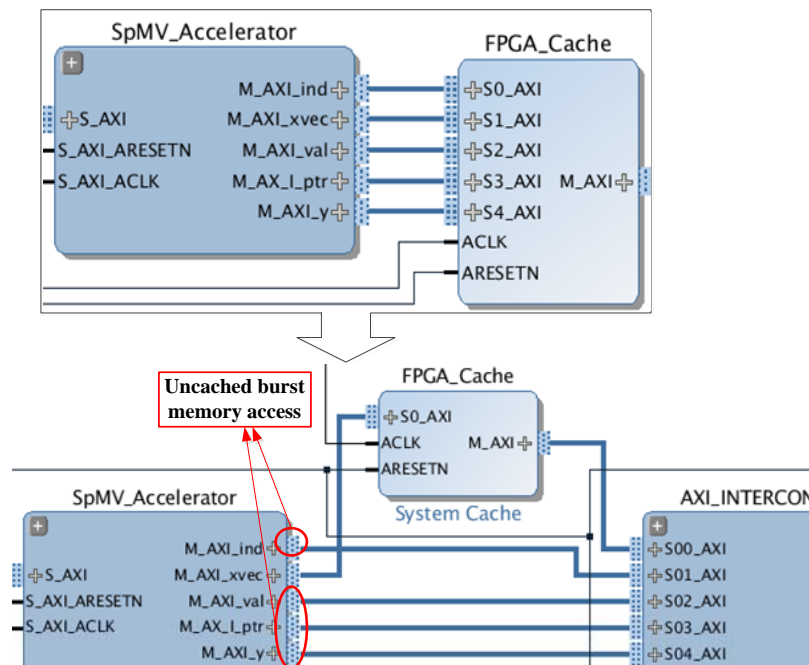 SpMV_Accelerator
FPGA_Cache
M_AXI_ind
S0_AXI
S_AXI
M_AXI_xvec
S1_AXI
S_AXI_ARESETN
M_AXI_val
S2_AXI
S_AXI_ACLK
M_AX_I_ptr
S3_AXI
M_AXI
M_AXI_y
S4_AXI
ACLK
ARESETN
Uncached burst
memory access
FPGA_Cache
S0_AXI
ACLK
M_AXI
ARESETN
System Cache
SpMV_Accelerator
AXI_INTERCON
M_AXI_ind
S00_AXI
S_AXI
M_AXI_xvec
S01_AXI
S_AXI_ARESETN
M_AXI_val
S02_AXI
S_AXI_ACLK
M_AX_I_ptr
S03_AXI
M_AXI_y
S04_AXI